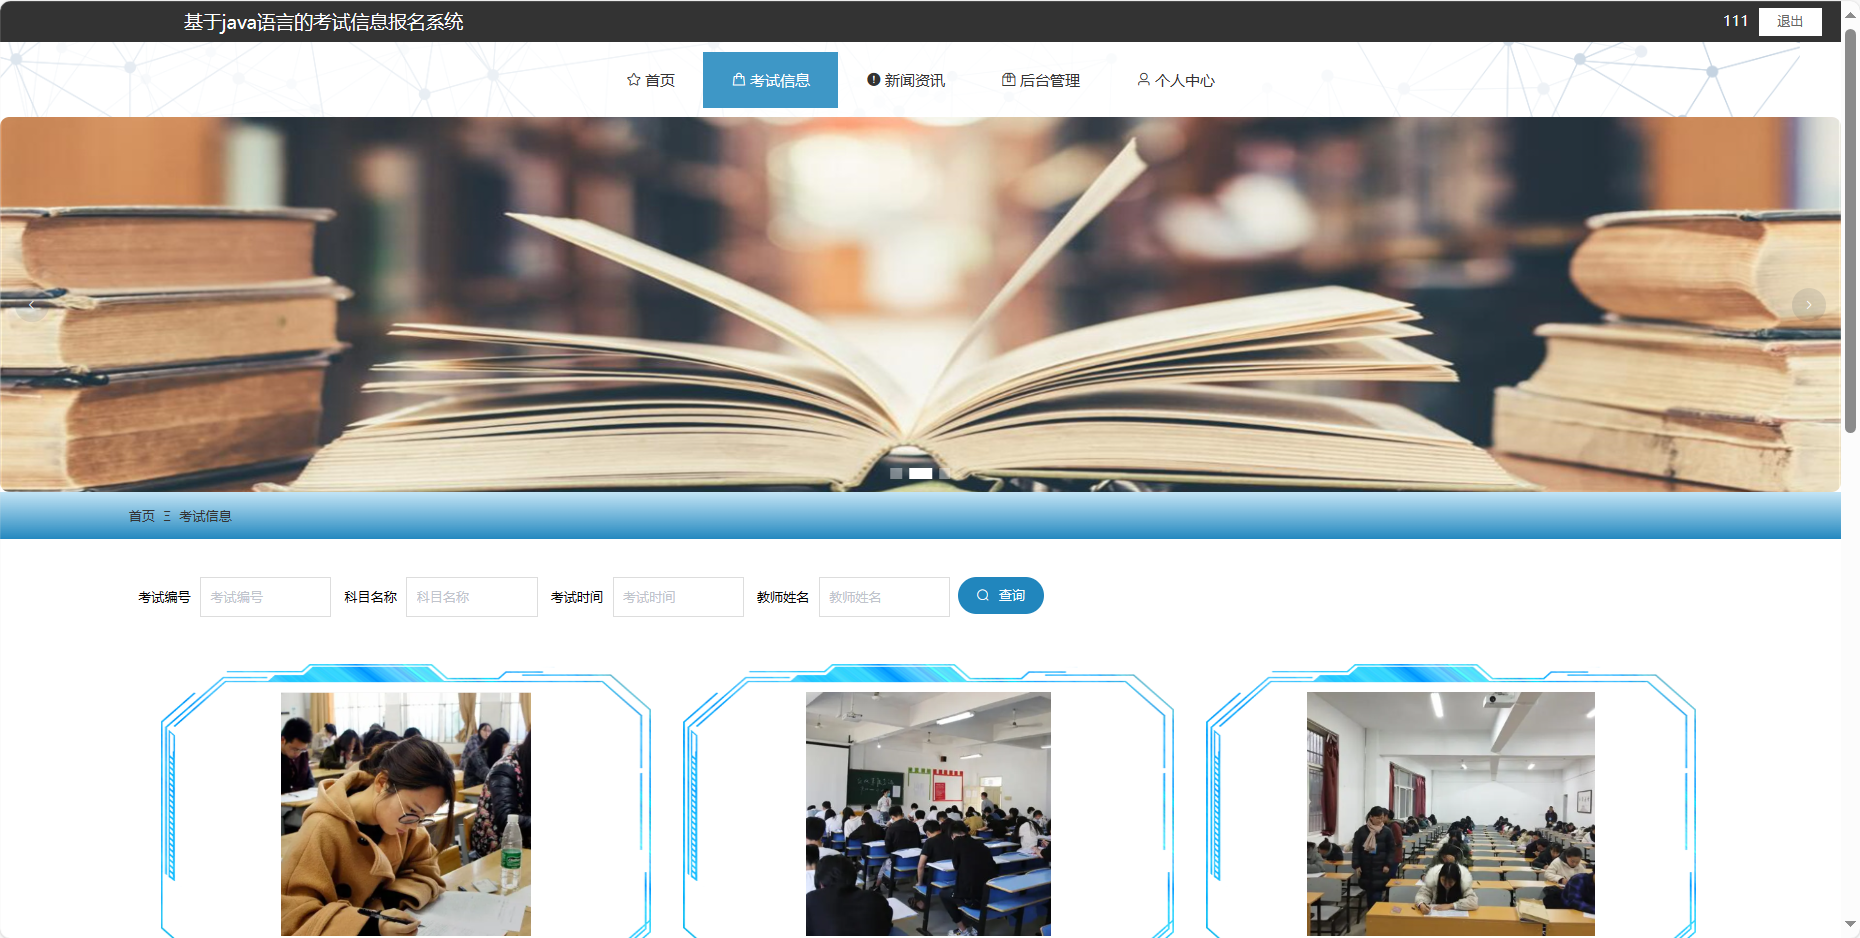 基于java语言的考试信息报名系统
111 退出
首页 考试信息 新闻资讯 后台管理 个人中心
首页 Ξ 考试信息
考试编号 考试编号 科目名称 科目名称 考试时间 考试时间 教师姓名 教师姓名 查询